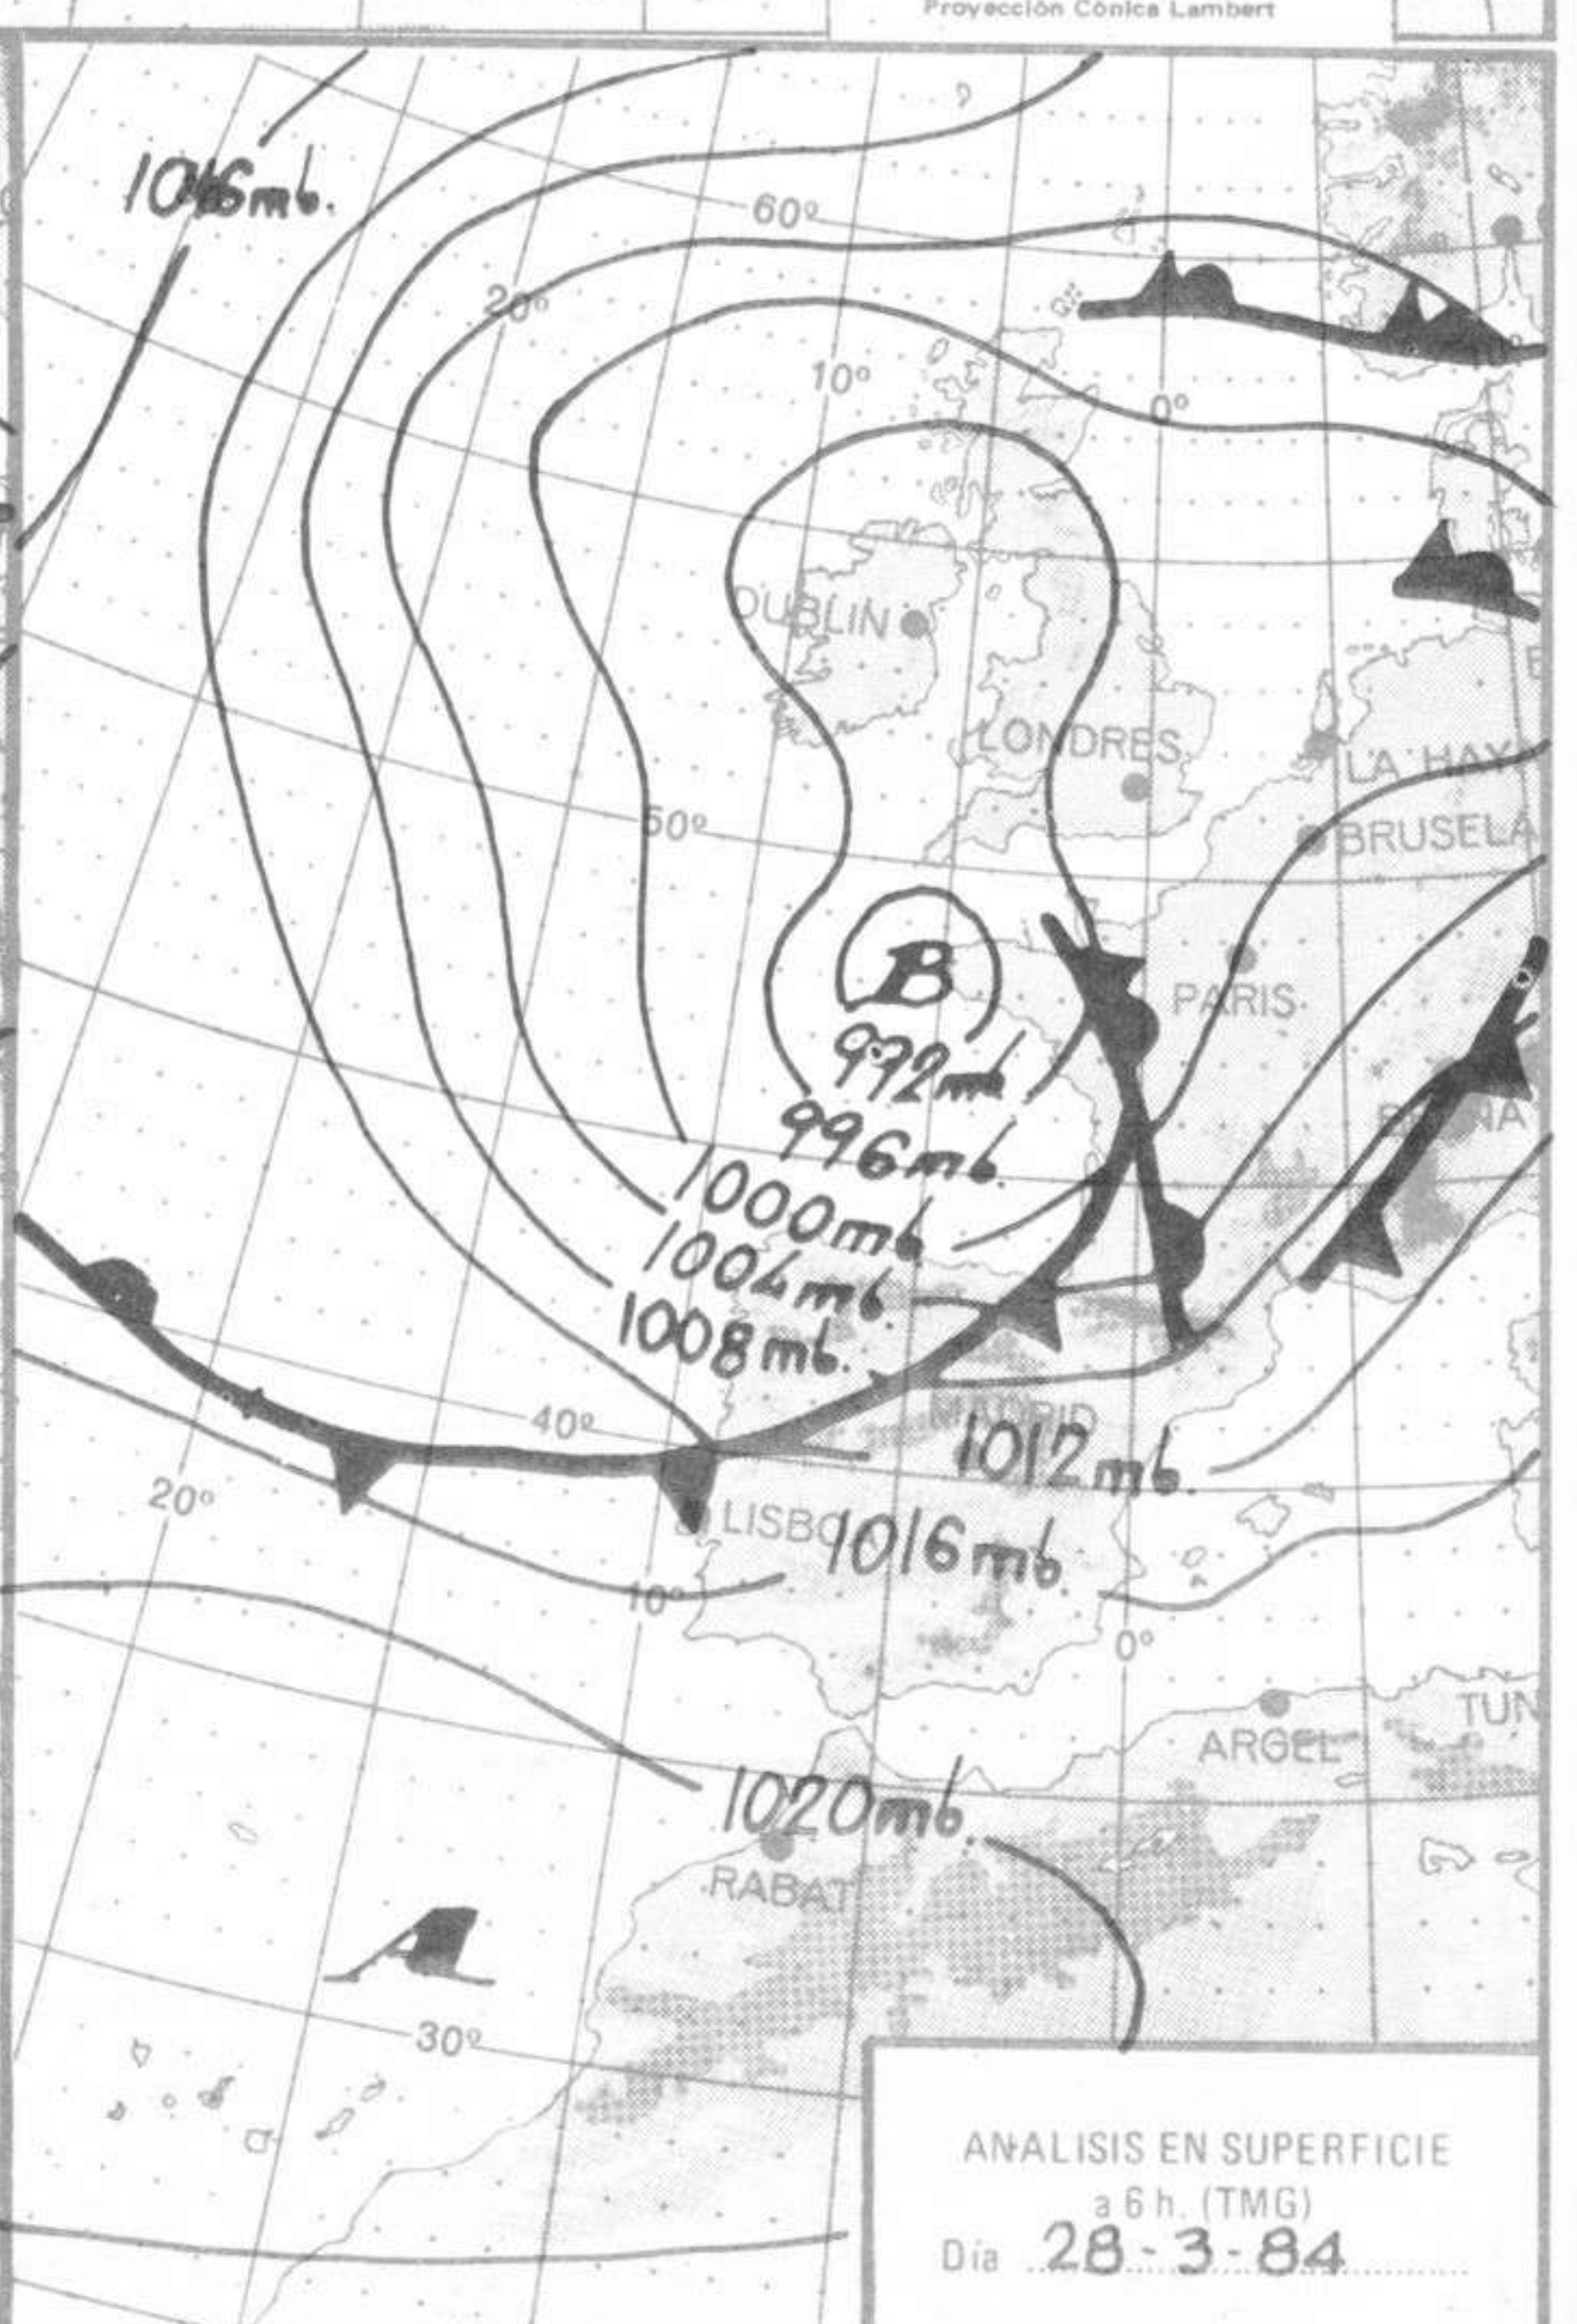 Proyección Cónica Lambert
1016mb.
60º
20º
10º
0º
DUBLIN
LONDRES
LA HAY
50º
BRUSELA
B
PARIS
992mb
996mb.
1000mb
1004mb.
1008mb.
40º
MADRID
1012mb.
20º
LISBO
1016mb
10º
0º
ARGEL
TUN
1020mb.
RABAT
A
30º
ANALISIS EN SUPERFICIE
a 6 h. (TMG)
Día 28-3-84